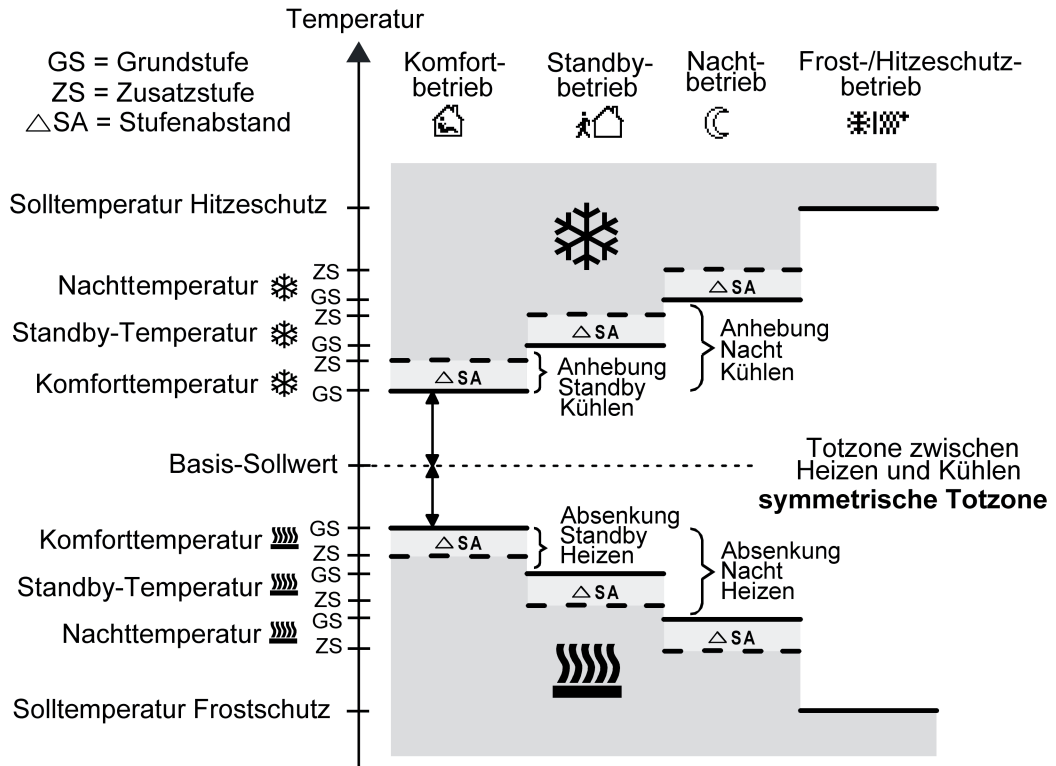 Temperatur
GS = Grundstufe
ZS = Zusatzstufe
△SA = Stufenabstand
Komfort-
betrieb
Standby-
betrieb
Nacht-
betrieb
Frost-/Hitzeschutz-
betrieb
Solltemperatur Hitzeschutz
Nachttemperatur
ZS
GS
△SA
Standby-Temperatur
ZS
GS
△SA
Komforttemperatur
ZS
GS
△SA
Anhebung
Standby
Kühlen
Anhebung
Nacht
Kühlen
Basis-Sollwert
Totzone zwischen
Heizen und Kühlen
symmetrische Totzone
Komforttemperatur
GS
ZS
△SA
Absenkung
Standby
Heizen
Absenkung
Nacht
Heizen
Standby-Temperatur
GS
ZS
△SA
Nachttemperatur
GS
ZS
△SA
Solltemperatur Frostschutz